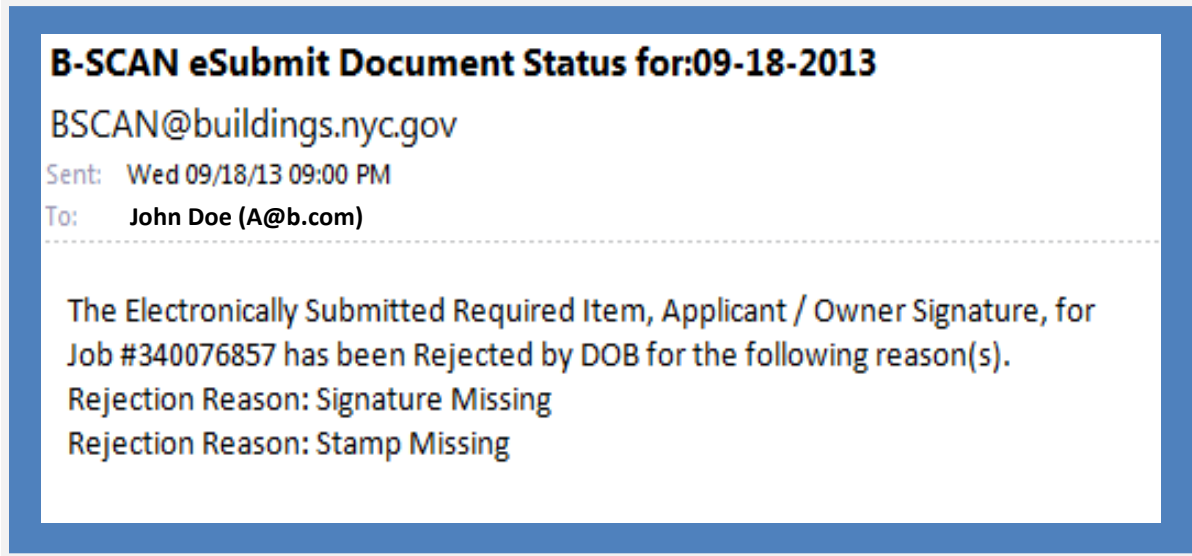 B-SCAN eSubmit Document Status for:09-18-2013
BSCAN@buildings.nyc.gov
Sent: Wed 09/18/13 09:00 PM
To: John Doe (A@b.com)
The Electronically Submitted Required Item, Applicant / Owner Signature, for
Job #340076857 has been Rejected by DOB for the following reason(s).
Rejection Reason: Signature Missing
Rejection Reason: Stamp Missing